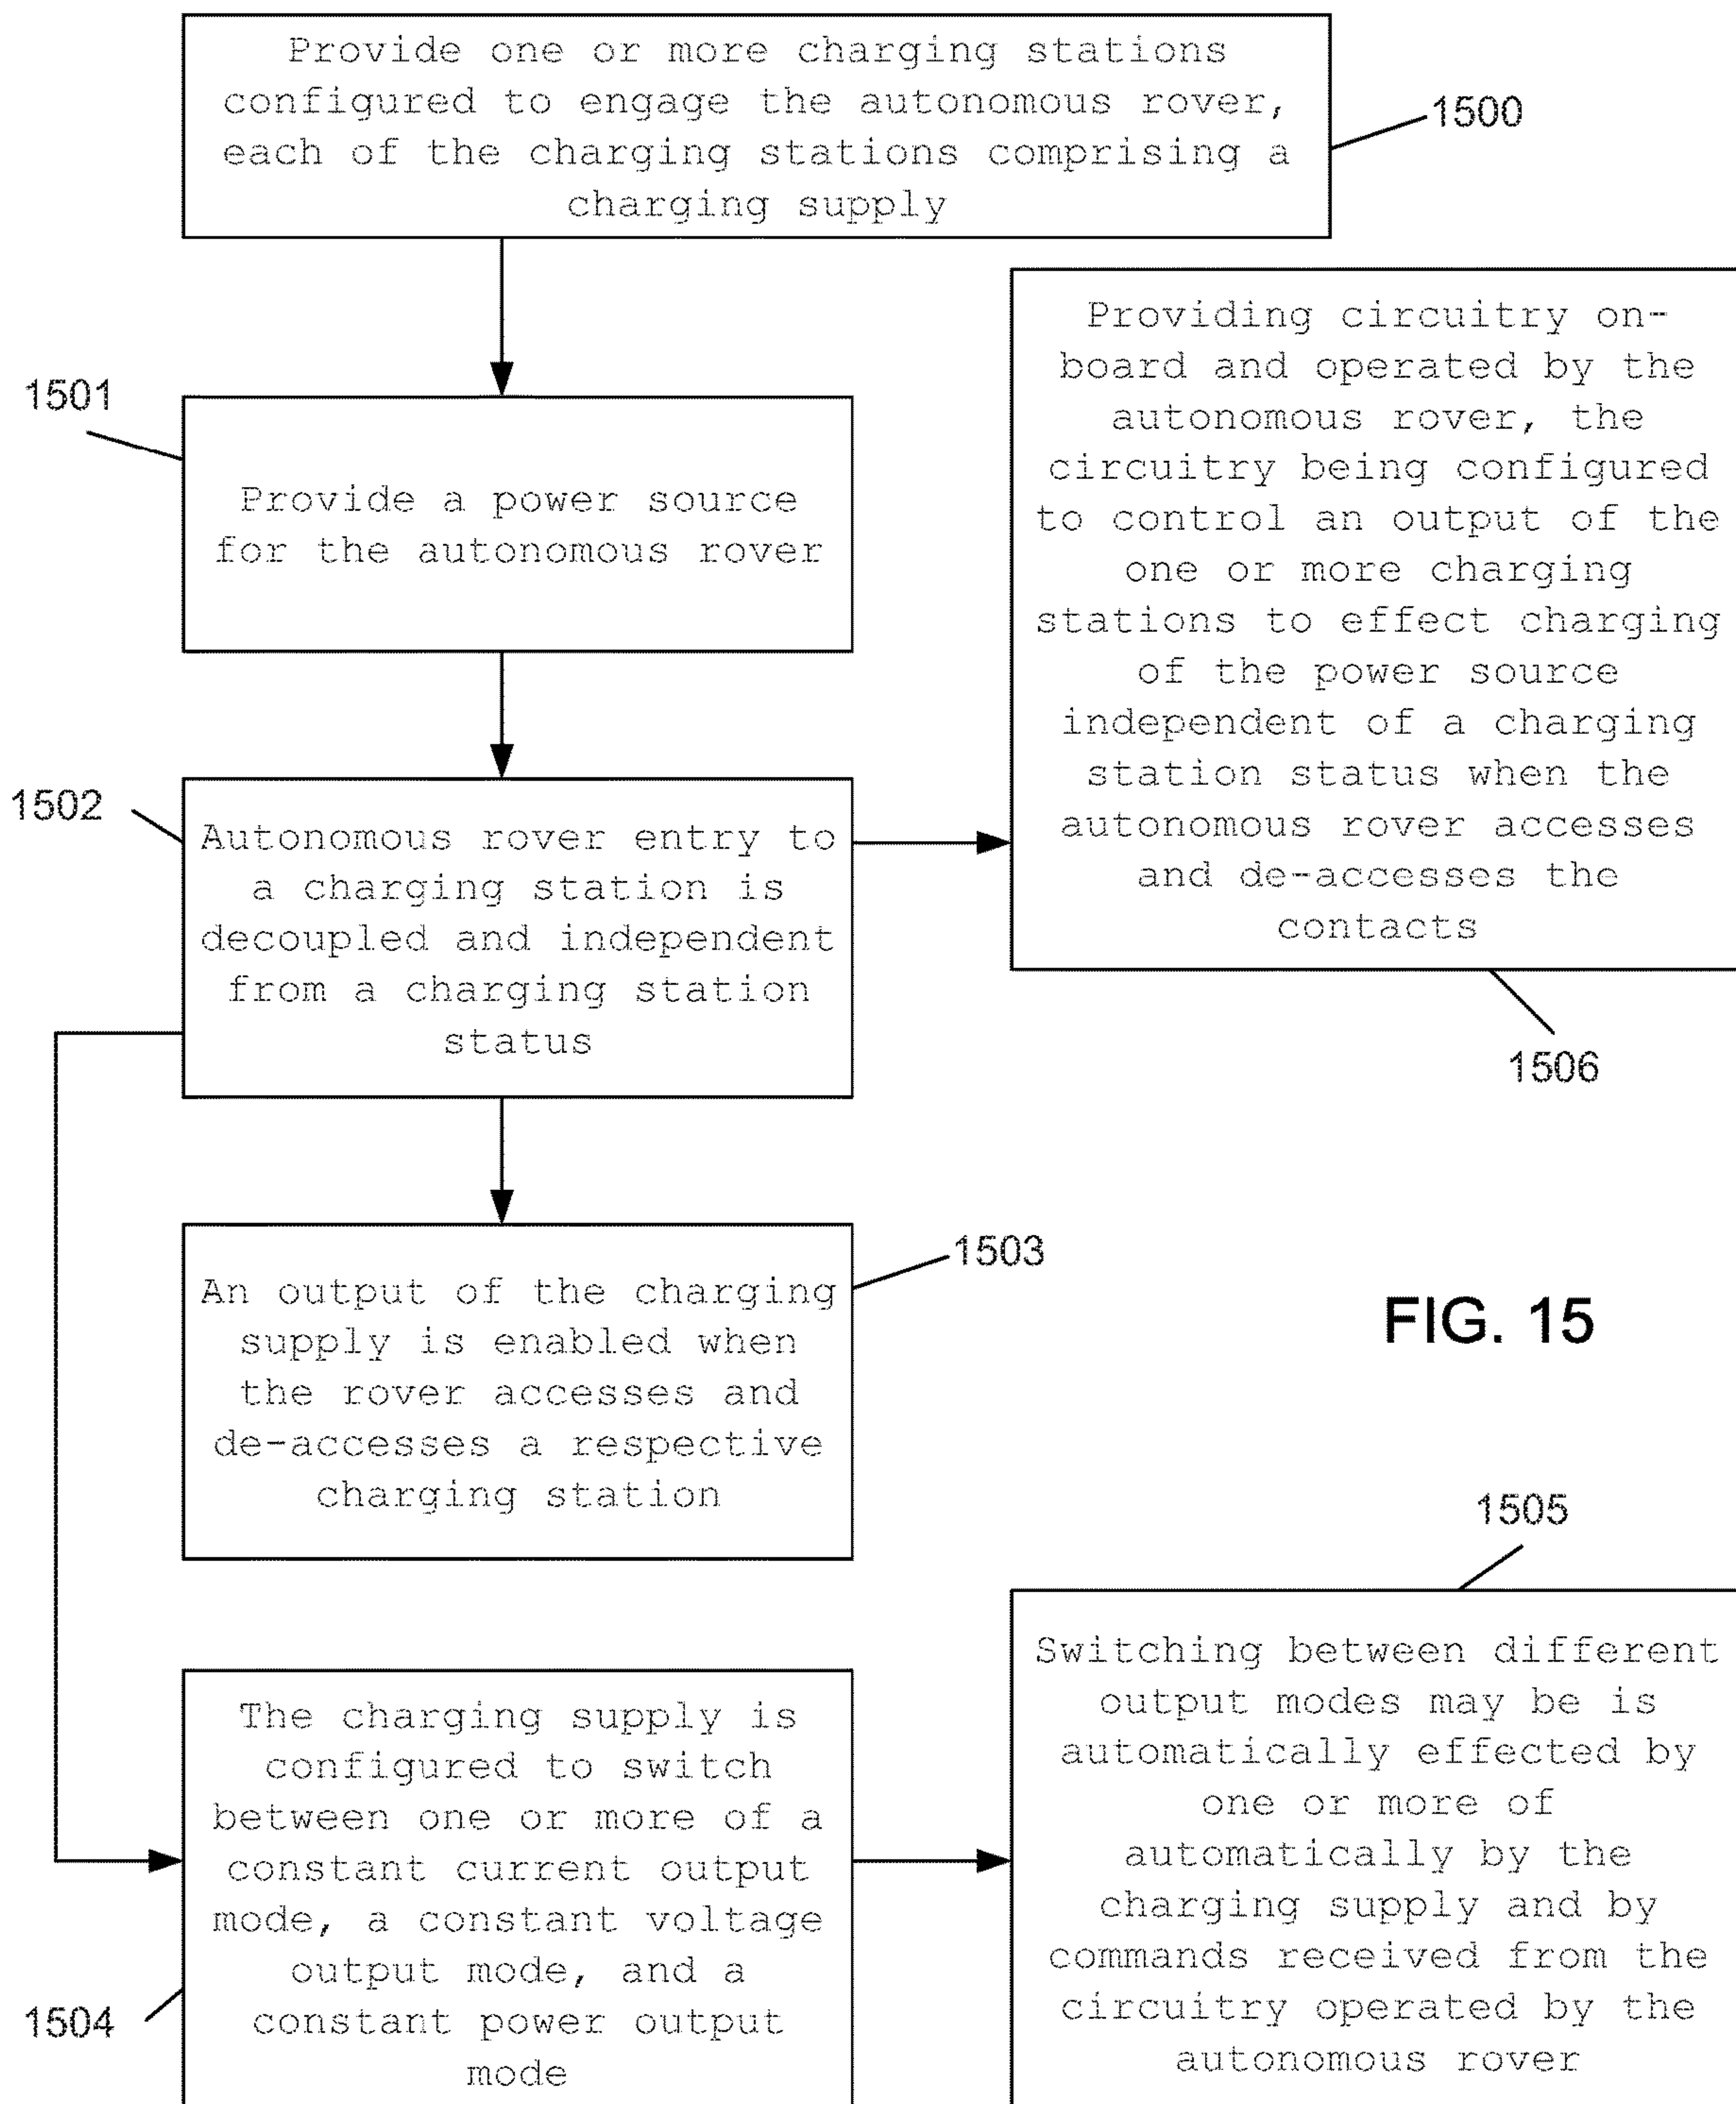 Provide one or more charging stations
configured to engage the autonomous rover,
each of the charging stations comprising a
charging supply
1500
1501
Provide a power source
for the autonomous rover
1502
Autonomous rover entry to
a charging station is
decoupled and independent
from a charging station
status
Providing circuitry on-
board and operated by the
autonomous rover, the
circuitry being configured
to control an output of the
one or more charging
stations to effect charging
of the power source
independent of a charging
station status when the
autonomous rover accesses
and de-accesses the
contacts
1506
An output of the charging
supply is enabled when
the rover accesses and
de-accesses a respective
charging station
1503
FIG. 15
The charging supply is
configured to switch
between one or more of a
constant current output
mode, a constant voltage
output mode, and a
constant power output
mode
1504
1505
Switching between different
output modes may be is
automatically effected by
one or more of
automatically by the
charging supply and by
commands received from the
circuitry operated by the
autonomous rover